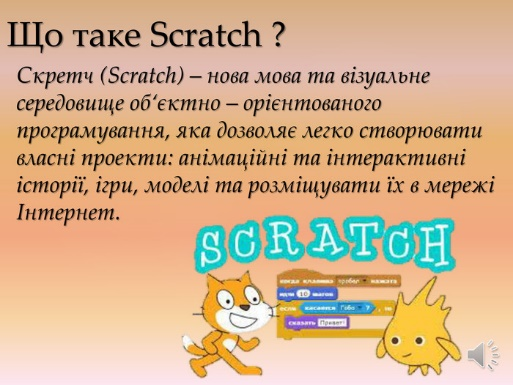 Що таке Scratch ?
Скретч (Scratch) – нова мова та візуальне
середовище об‘єктно – орієнтованого
програмування, яка дозволяє легко створювати
власні проекти: анімаційні та інтерактивні
історії, ігри, моделі та розміщувати їх в мережі
Інтернет.
SCRATCH
когда клавиша пробел нажата
иди 10 шагов
если касается Гобо ? , то
сказать Привет!